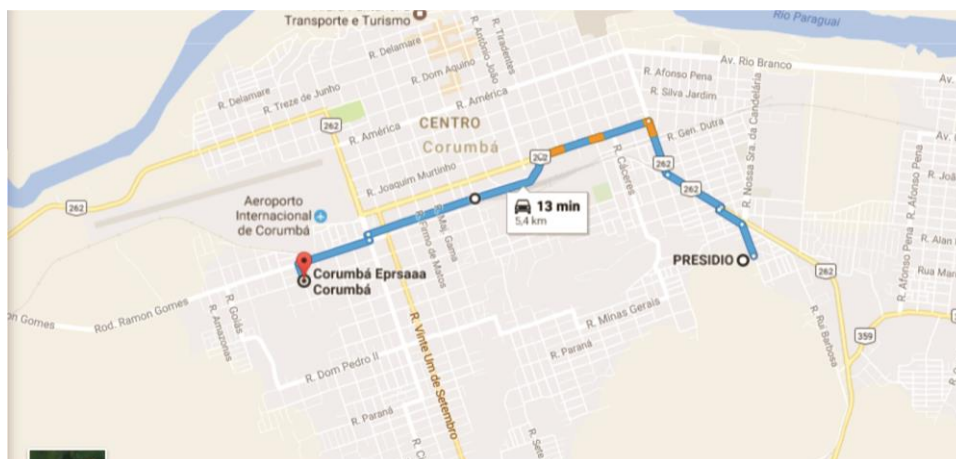 Transporte e Turismo
Rio Paraguai
R. Delamare
R. Antônio João
R. Tiradentes
Av. Rio Branco
R. Dom Aquino
R. Afonso Pena
R. Silva Jardim
R. Delamare
R. Treze de Junho
R. América
Av.
262
R. América
CENTRO
Corumbá
R. Gen. Dutra
R. Nossa Sra. da Candelária
Av.
R. Joaquim Murtinho
R. Cáceres
262
262
R. Afonso Pena
R. Afonso Pena
262
Aeroporto
Internacional
de Corumbá
R. Maj. Gama
R. Firmo de Matos
13 min
5,4 km
R. Alan
Rua Mar
PRESIDIO
Corumbá Eprsaaa
Corumbá
262
on Gomes
Rod. Ramon Gomes
R. Goiás
R. Amazonas
R. Vinte Um de Setembro
R. Minas Gerais
R. Rui Barbosa
359
R. Dom Pedro II
R. Paraná
R. Paraná
R. Sete